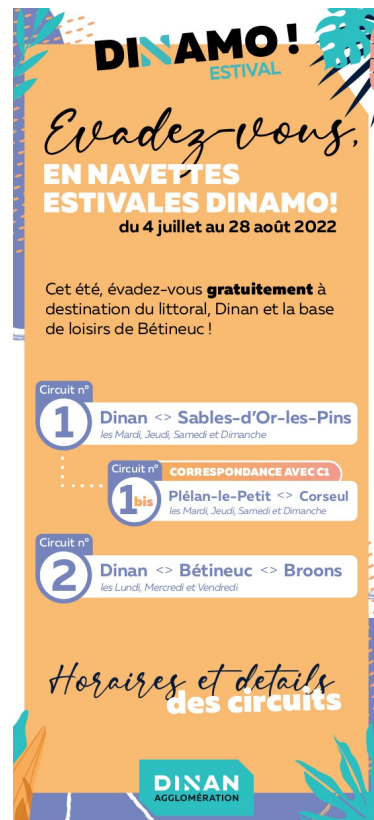 DINAMO !
ESTIVAL
Evadez-vous,
EN NAVETTES
ESTIVALES DINAMO!
du 4 juillet au 28 août 2022
Cet été, évadez-vous gratuitement à
destination du littoral, Dinan et la base
de loisirs de Bétineuc !
Circuit n°
1
Dinan <> Sables-d'Or-les-Pins
les Mardi, Jeudi, Samedi et Dimanche
Circuit n°
CORRESPONDANCE AVEC C1
1bis
Plélan-le-Petit <> Corseul
les Mardi, Jeudi, Samedi et Dimanche
Circuit n°
2
Dinan <> Bétineuc <> Broons
les Lundi, Mercredi et Vendredi
Horaires et details
des circuits
DINAN
AGGLOMÉRATION